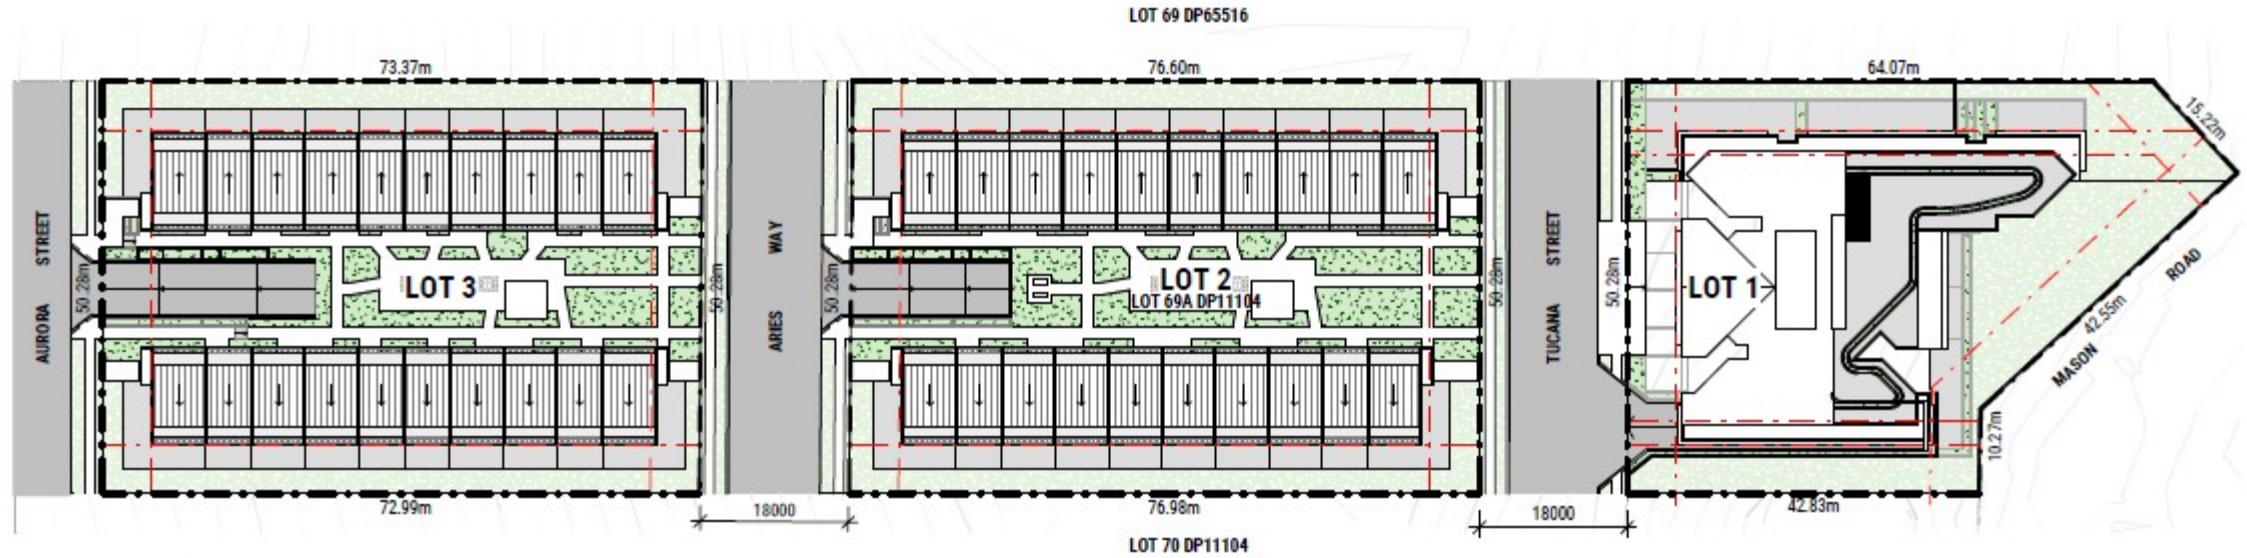 LOT 69 DP65516
73.37m
76.60m
64.07m
15.22m
AURORA STREET
50.28m
LOT 3
50.28m
ARIES WAY
50.28m
LOT 2
LOT 69A DP11104
50.28m
TUCANA STREET
50.28m
LOT 1
MASON ROAD
42.55m
10.27m
72.99m
18000
76.98m
18000
42.83m
LOT 70 DP11104